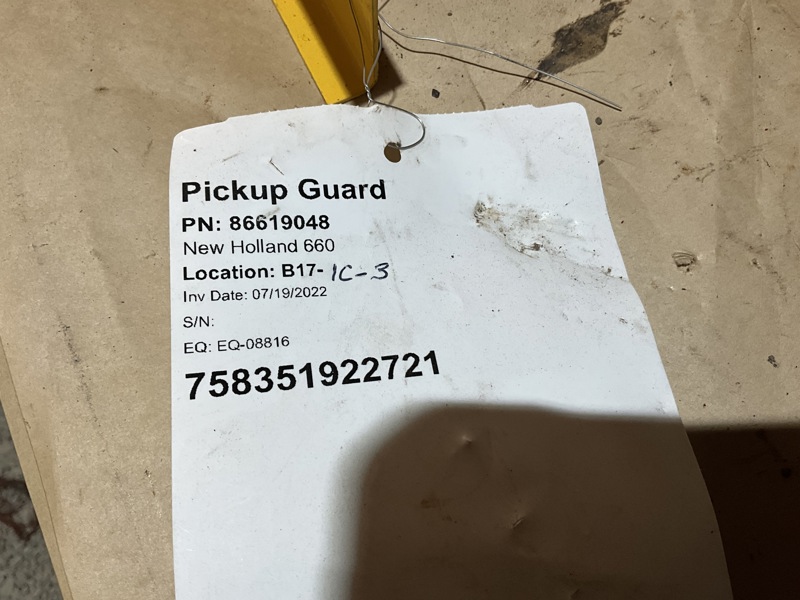 Pickup Guard
PN: 86619048
New Holland 660
Location: B17-1C-3
Inv Date: 07/19/2022
S/N:
EQ: EQ-08816
758351922721